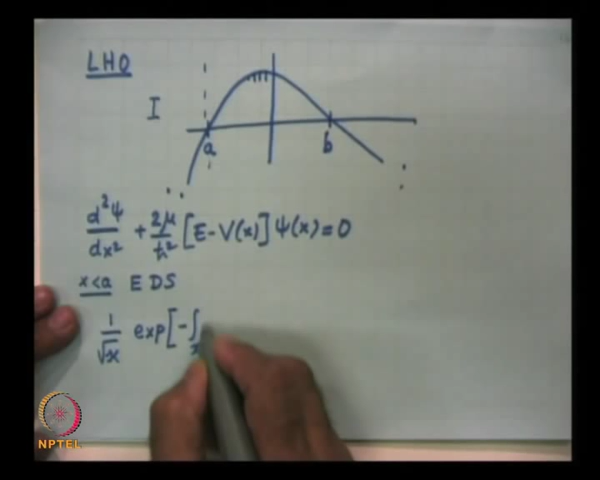 LHO
I
a b
d²ψ/dx² + 2μ/ħ² [E - V(x)] ψ(x) = 0
x<a EDS
1/√x exp[-∫x
NPTEL